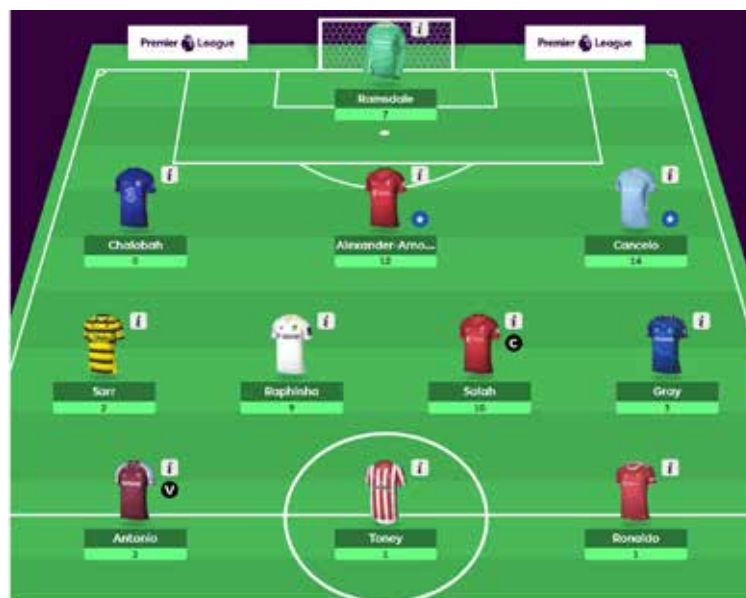 Premier League
Premier League
i
Ramsdale
7
i
i
i
Chalobah
Alexander-Arno...
Cancelo
0
12
14
i
i
i
i
C
Sarr
Raphinha
Salah
Gray
2
9
10
i
i
i
V
Antonio
Toney
Ronaldo
2
1
1